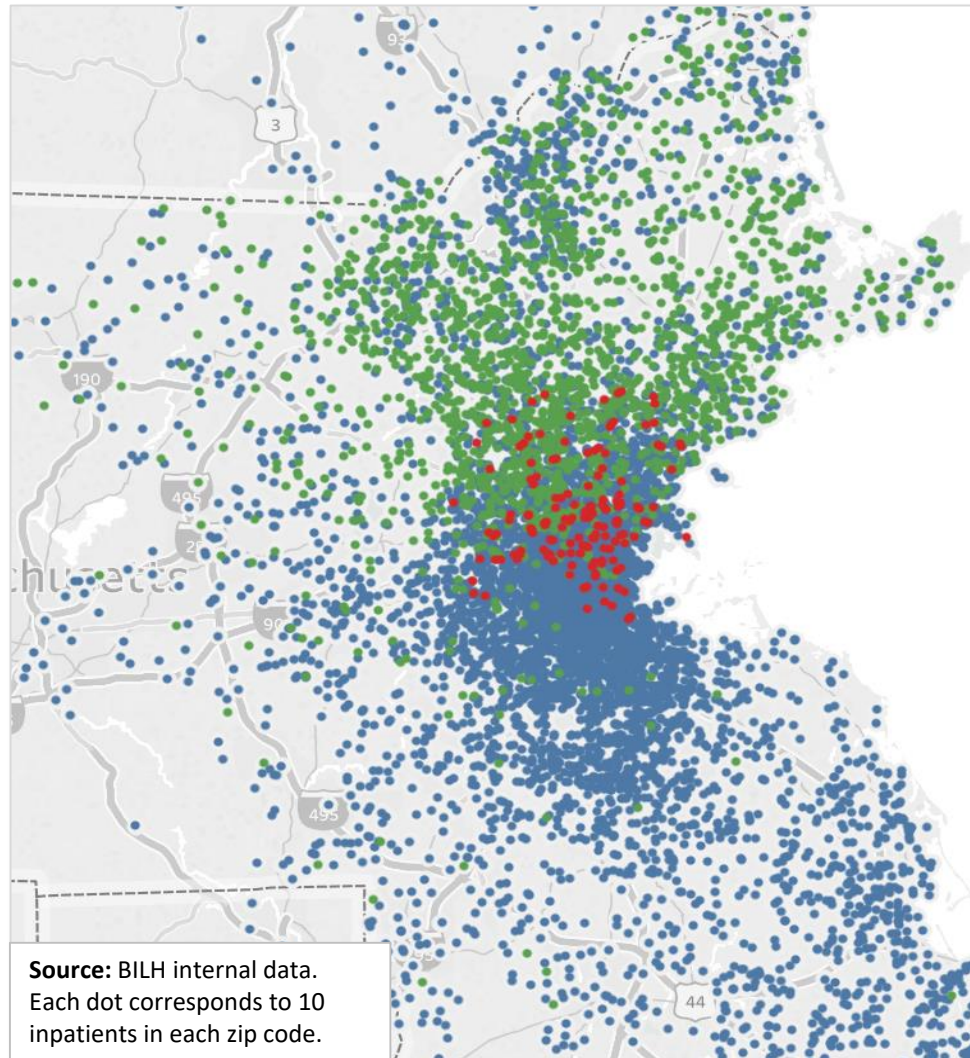 93
3
190
495
chusetts
90
495
Source: BILH internal data.
Each dot corresponds to 10
inpatients in each zip code.
44